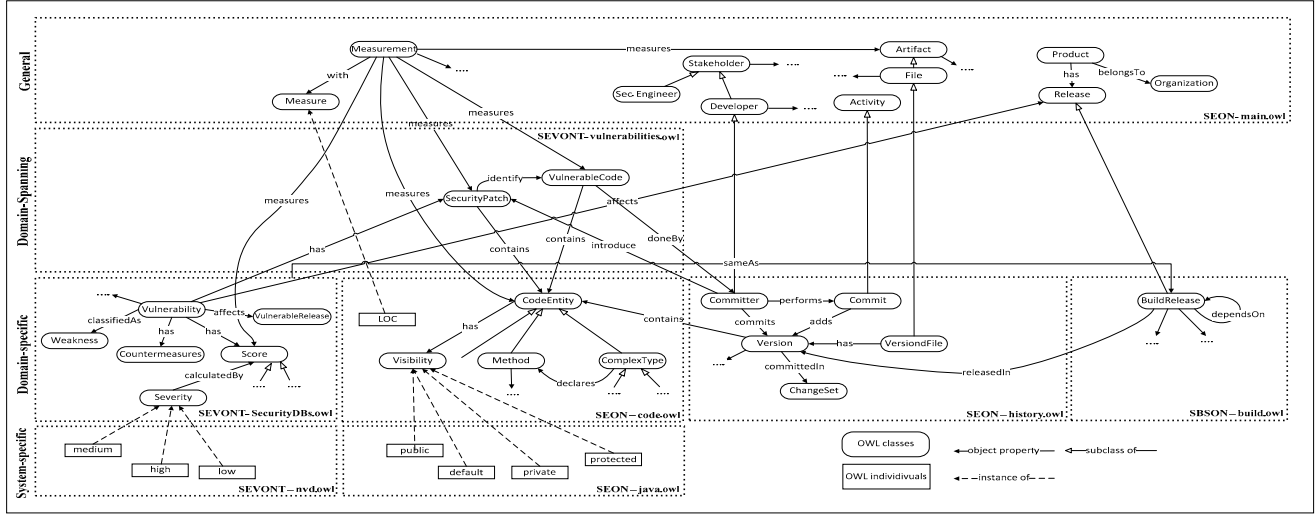 General
Measurement
measures
Artifact
Product
Stakeholder
....
....
....
....
File
has
belongsTo
with
Organization
Measure
Sec.Engineer
Developer
....
Activity
Release
measures
measures
SEON-main.owl
SEVONT-vulnerabilities.owl
Domain-Spanning
identify
VulnerableCode
measures
measures
SecurityPatch
affects
has
contains
contains
introduce
doneBy
sameAs
Domain-specific
....
Vulnerability
affects
VulnerableRelease
classifiedAs
has
has
Weakness
Countermeasures
Score
calculatedBy
....
....
Severity
SEVONT-SecurityDBs.owl
LOC
CodeEntity
has
contains
Visibility
Method
ComplexType
declares
....
....
....
SEON-code.owl
Committer
performs
Commit
commits
adds
Version
has
VersiondFile
....
committedIn
ChangeSet
SEON-history.owl
BuildRelease
dependsOn
....
....
releasedIn
SBSON-build.owl
System-specific
medium
high
low
SEVONT-nvd.owl
public
default
private
protected
SEON-java.owl
OWL classes
object property
subclass of
OWL indivividuals
instance of